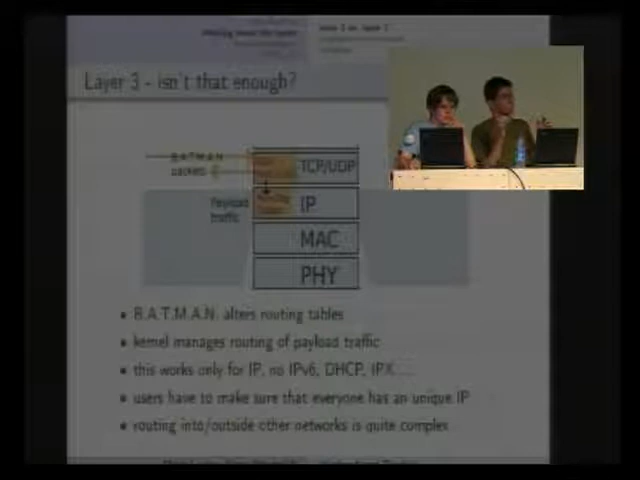 Layer 3 - isn't that enough?
B.A.T.M.A.N
packets
TCP/UDP
Payload
traffic
IP
MAC
PHY
• B.A.T.M.A.N. alters routing tables
• kernel manages routing of payload traffic
• this works only for IP, no IPv6, DHCP, IPX....
• users have to make sure that everyone has an unique IP
• routing into/outside other networks is quite complex